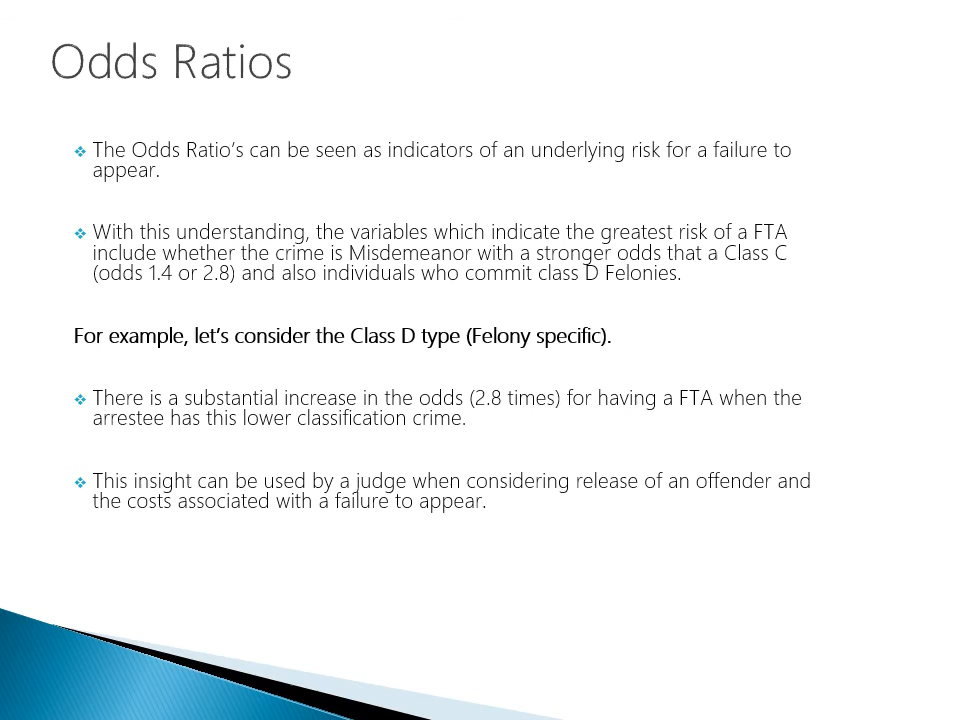 Odds Ratios
❖ The Odds Ratio's can be seen as indicators of an underlying risk for a failure to
appear.
❖ With this understanding, the variables which indicate the greatest risk of a FTA
include whether the crime is Misdemeanor with a stronger odds that a Class C
(odds 1.4 or 2.8) and also individuals who commit class D Felonies.
For example, let's consider the Class D type (Felony specific).
❖ There is a substantial increase in the odds (2.8 times) for having a FTA when the
arrestee has this lower classification crime.
❖ This insight can be used by a judge when considering release of an offender and
the costs associated with a failure to appear.